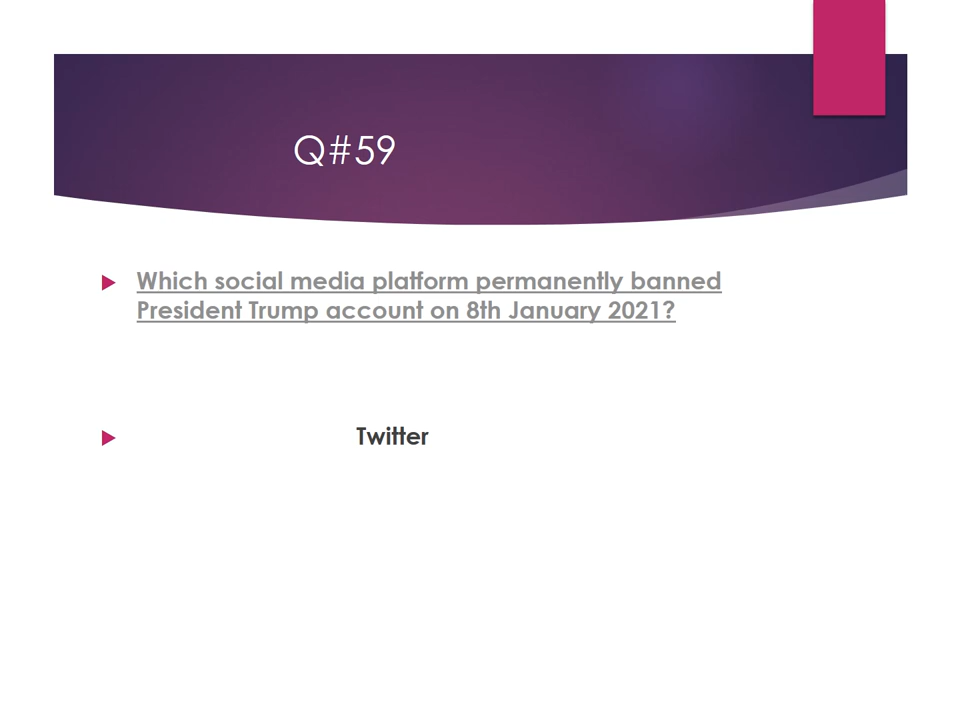 Q#59
Which social media platform permanently banned
President Trump account on 8th January 2021?
Twitter